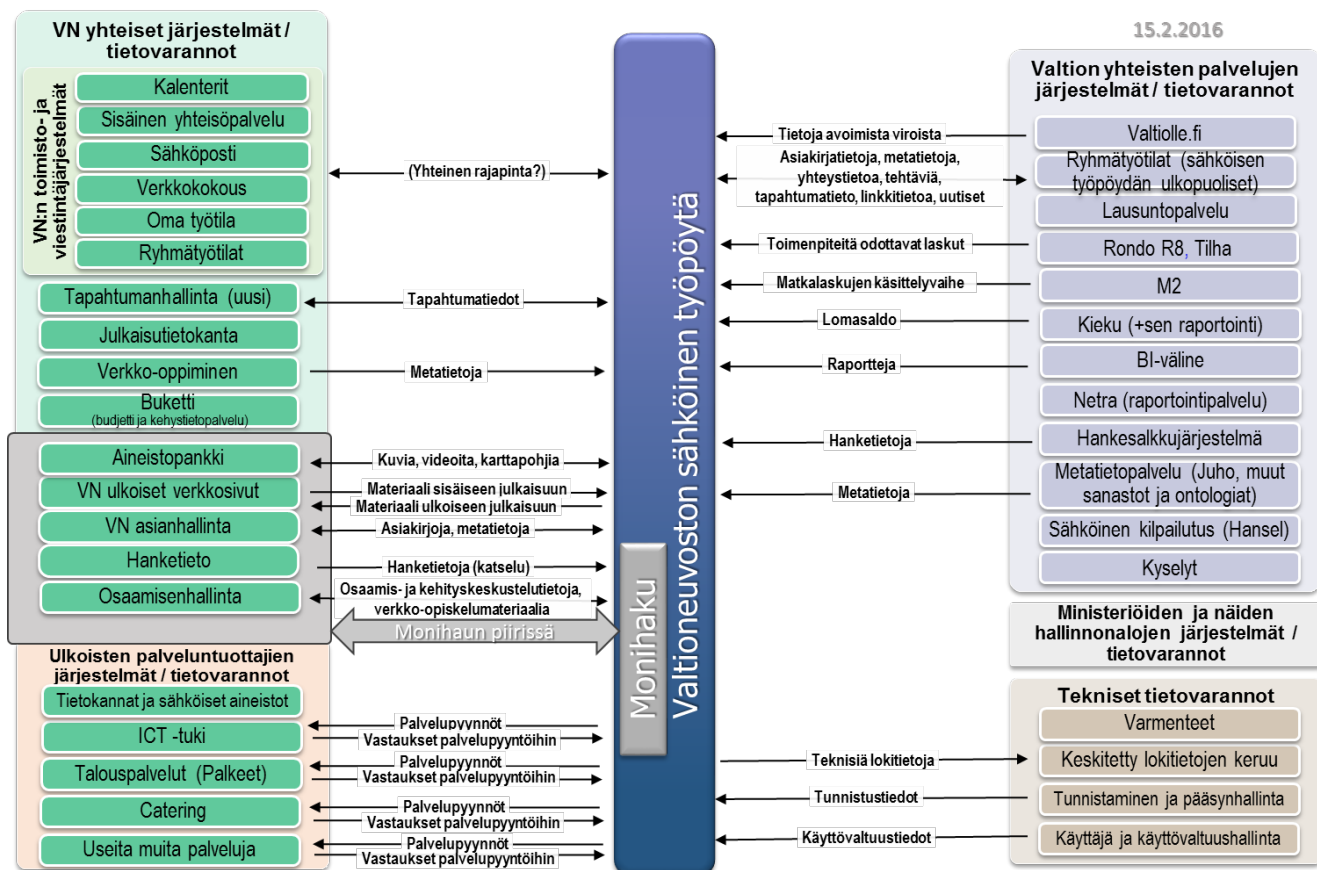 VN yhteiset järjestelmät /
tietovarannot
VN:n toimisto- ja
viestintäjärjestelmät
Kalenterit
Sisäinen yhteisöpalvelu
Sähköposti
Verkkokokous
Oma työtila
Ryhmätyötilat
Tapahtumanhallinta (uusi)
Julkaisutietokanta
Verkko-oppiminen
Buketti
(budjetti ja kehystietopalvelu)
Aineistopankki
VN ulkoiset verkkosivut
VN asianhallinta
Hanketieto
Osaamisenhallinta
Ulkoisten palveluntuottajien
järjestelmät / tietovarannot
Tietokannat ja sähköiset aineistot
ICT -tuki
Talouspalvelut (Palkeet)
Catering
Useita muita palveluja
(Yhteinen rajapinta?)
Tapahtumatiedot
Metatietoja
Kuvia, videoita, karttapohjia
Materiaali sisäiseen julkaisuun
Materiaali ulkoiseen julkaisuun
Asiakirjoja, metatietoja
Hanketietoja (katselu)
Osaamis- ja kehityskeskustelutietoja,
verkko-opiskelumateriaalia
Monihaun piirissä
Palvelupyynnöt
Vastaukset palvelupyyntöihin
Palvelupyynnöt
Vastaukset palvelupyyntöihin
Palvelupyynnöt
Vastaukset palvelupyyntöihin
Palvelupyynnöt
Vastaukset palvelupyyntöihin
Monihaku
Valtioneuvoston sähköinen työpöytä
Tietoja avoimista viroista
Asiakirjatietoja, metatietoja,
yhteystietoa, tehtäviä,
tapahtumatieto, linkkitietoa, uutiset
Toimenpiteitä odottavat laskut
Matkalaskujen käsittelyvaihe
Lomasaldo
Raportteja
Hanketietoja
Metatietoja
Teknisiä lokitietoja
Tunnistustiedot
Käyttövaltuustiedot
15.2.2016
Valtion yhteisten palvelujen
järjestelmät / tietovarannot
Valtiolle.fi
Ryhmätyötilat (sähköisen
työpöydän ulkopuoliset)
Lausuntopalvelu
Rondo R8, Tilha
M2
Kieku (+sen raportointi)
BI-väline
Netra (raportointipalvelu)
Hankesalkkujärjestelmä
Metatietopalvelu (Juho, muut
sanastot ja ontologiat)
Sähköinen kilpailutus (Hansel)
Kyselyt
Ministeriöiden ja näiden
hallinnonalojen järjestelmät /
tietovarannot
Tekniset tietovarannot
Varmenteet
Keskitetty lokitietojen keruu
Tunnistaminen ja pääsynhallinta
Käyttäjä ja käyttövaltuushallinta